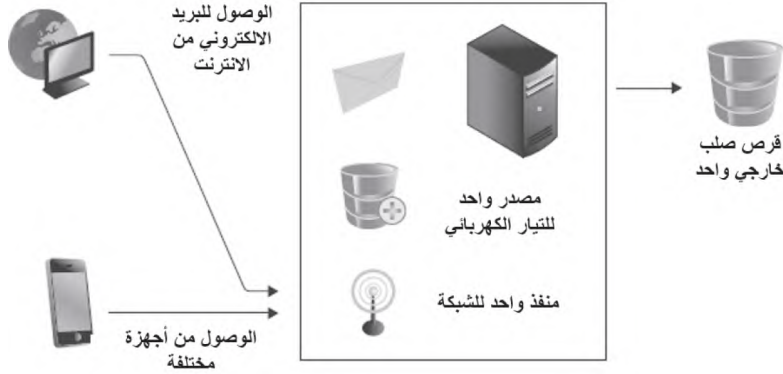 الوصول للبريد
الالكتروني من
الانترنت
قرص صلب
خارجي واحد
مصدر واحد
للتيار الكهربائي
منفذ واحد للشبكة
الوصول من أجهزة
مختلفة